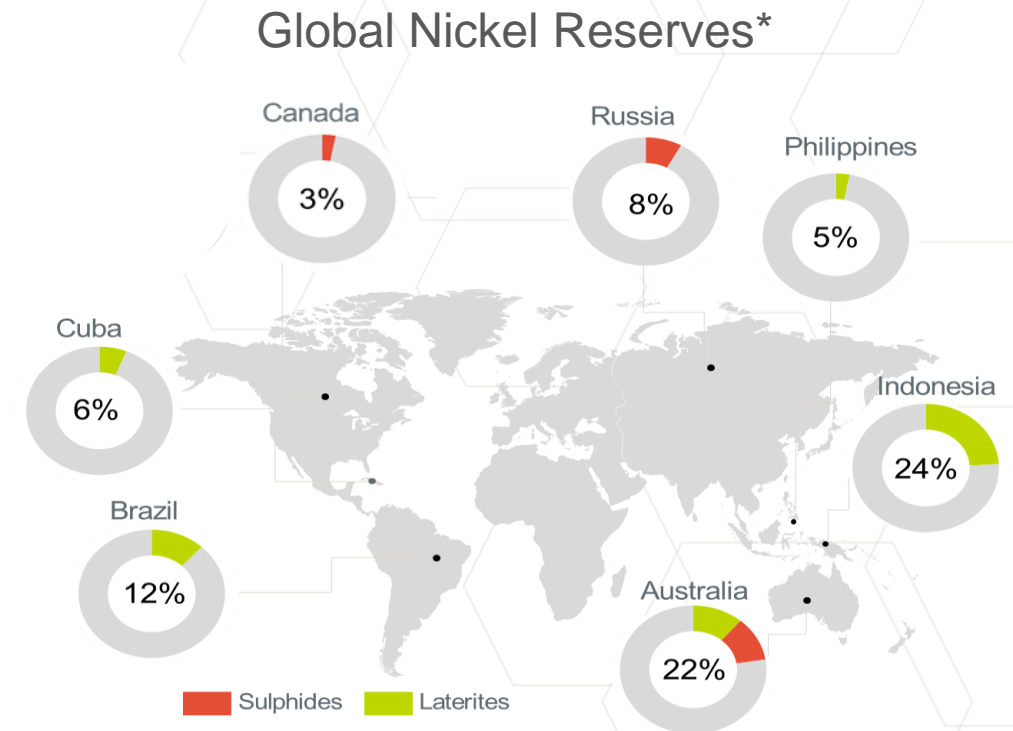 Global Nickel Reserves*
Canada
3%
Russia
8%
Philippines
5%
Cuba
6%
Indonesia
24%
Brazil
12%
Australia
22%
Sulphides
Laterites